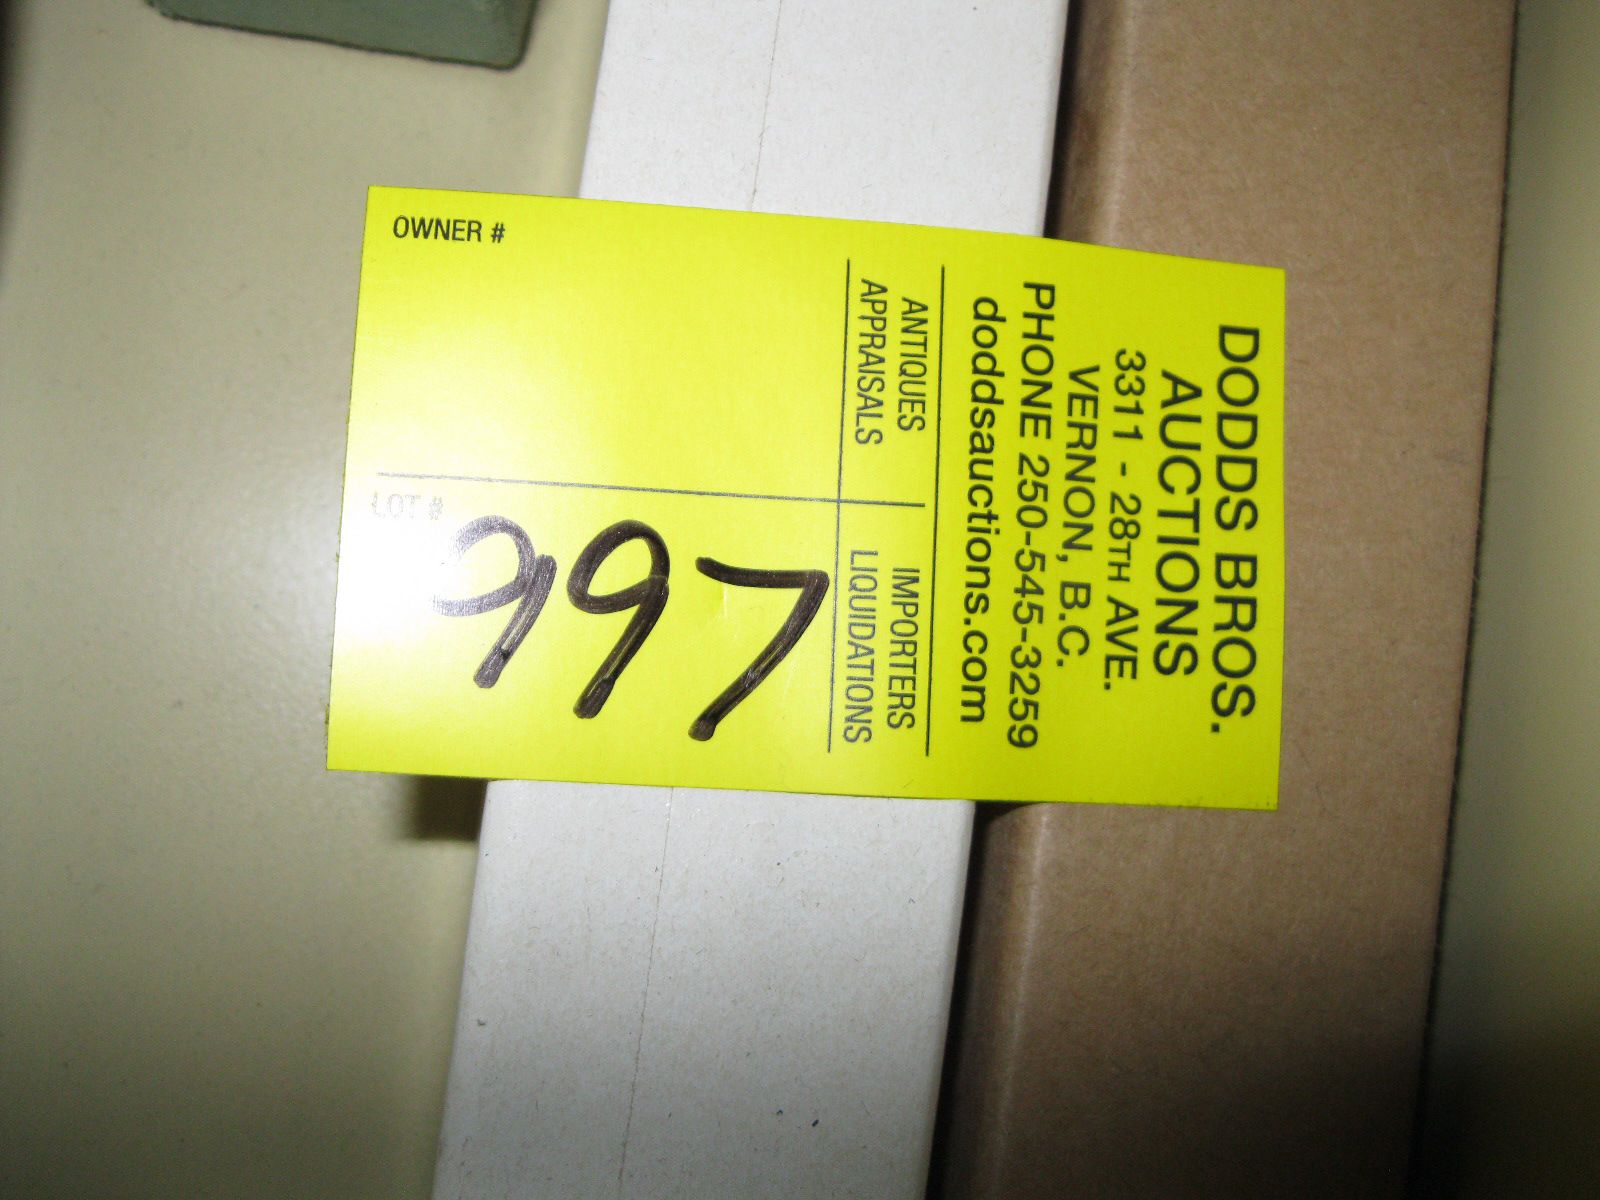 DODDS BROS.
AUCTIONS
3311 - 28TH AVE.
VERNON, B.C.
PHONE 250-545-3259
doddsauctions.com
ANTIQUES
APPRAISALS
IMPORTERS
LIQUIDATIONS
OWNER #
LOT #
997